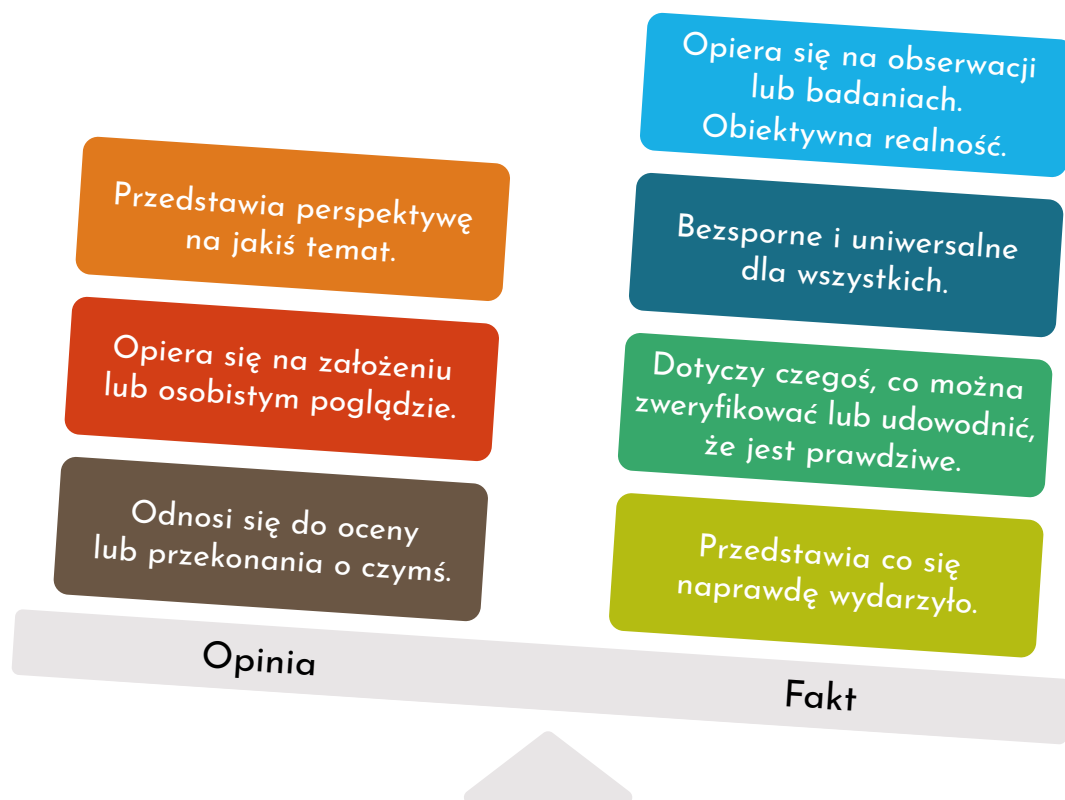 Przedstawia perspektywę
na jakiś temat.
Opiera się na założeniu
lub osobistym poglądzie.
Odnosi się do oceny
lub przekonania o czymś.
Opinia
Opiera się na obserwacji
lub badaniach.
Obiektywna realność.
Bezsporne i uniwersalne
dla wszystkich.
Dotyczy czegoś, co można
zweryfikować lub udowodnić,
że jest prawdziwe.
Przedstawia co się
naprawdę wydarzyło.
Fakt